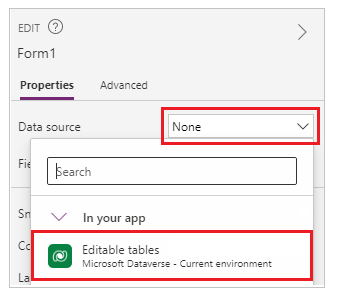 EDIT
Form1
Properties Advanced
Data source None
Fie
Search
Sn
In your app
Co
Editable tables
Microsoft Dataverse - Current environment
La